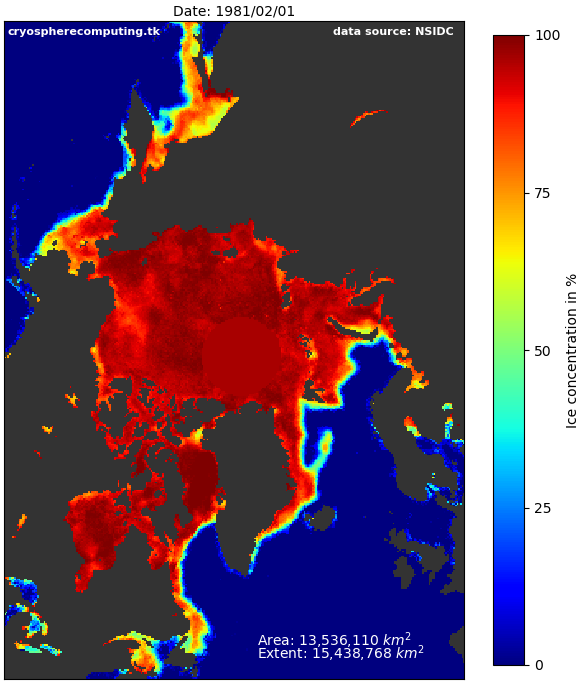 Date: 1981/02/01
cryospherecomputing.tk
data source: NSIDC
100
75
50
25
0
Ice concentration in %
Area: 13,536,110 km²
Extent: 15,438,768 km²